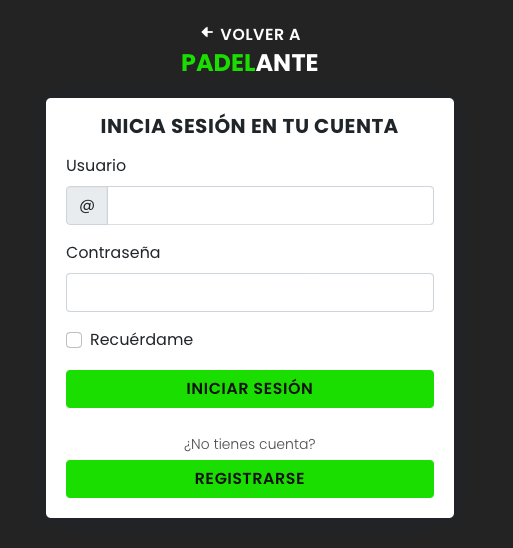 VOLVER A
PADELANTE
INICIA SESIÓN EN TU CUENTA
Usuario
@
Contraseña
Recuérdame
INICIAR SESIÓN
¿No tienes cuenta?
REGISTRARSE